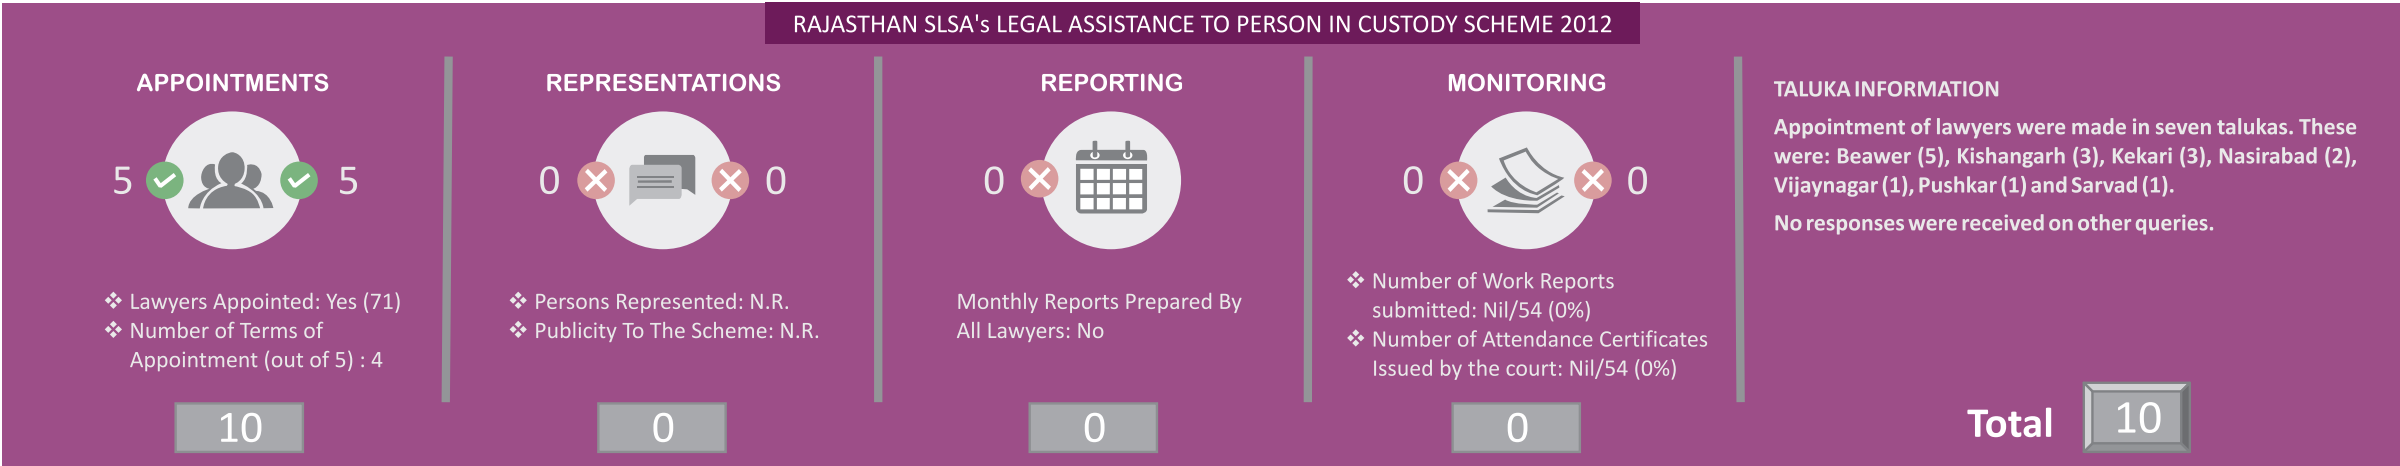 RAJASTHAN SLSA's LEGAL ASSISTANCE TO PERSON IN CUSTODY SCHEME 2012
APPOINTMENTS
5
5
❖ Lawyers Appointed: Yes (71)
❖ Number of Terms of
Appointment (out of 5) : 4
10
REPRESENTATIONS
0
0
❖ Persons Represented: N.R.
❖ Publicity To The Scheme: N.R.
0
REPORTING
0
Monthly Reports Prepared By
All Lawyers: No
0
MONITORING
0
0
❖ Number of Work Reports
submitted: Nil/54 (0%)
❖ Number of Attendance Certificates
Issued by the court: Nil/54 (0%)
0
TALUKA INFORMATION
Appointment of lawyers were made in seven talukas. These
were: Beawer (5), Kishangarh (3), Kekari (3), Nasirabad (2),
Vijaynagar (1), Pushkar (1) and Sarvad (1).
No responses were received on other queries.
Total 10